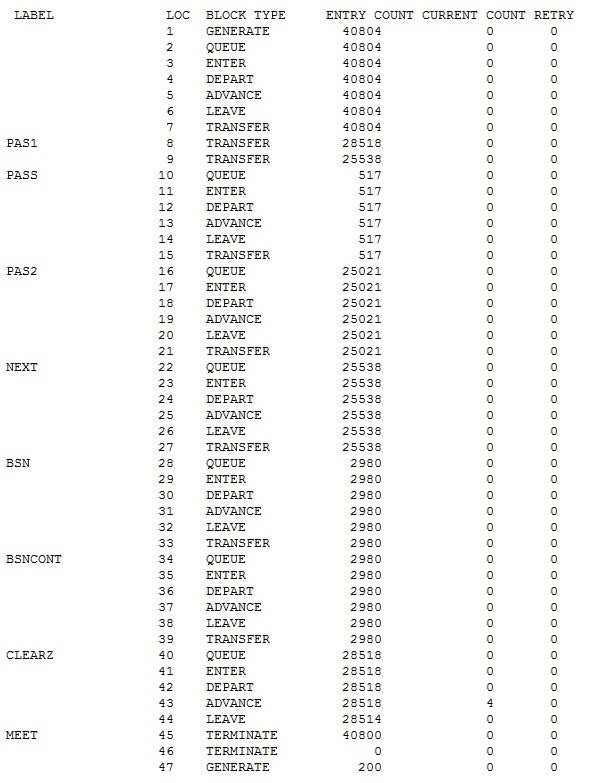 LABEL LOC BLOCK TYPE ENTRY COUNT CURRENT COUNT RETRY
1 GENERATE 40804 0 0
2 QUEUE 40804 0 0
3 ENTER 40804 0 0
4 DEPART 40804 0 0
5 ADVANCE 40804 0 0
6 LEAVE 40804 0 0
7 TRANSFER 40804 0 0
PAS1 8 TRANSFER 28518 0 0
9 TRANSFER 25538 0 0
PASS 10 QUEUE 517 0 0
11 ENTER 517 0 0
12 DEPART 517 0 0
13 ADVANCE 517 0 0
14 LEAVE 517 0 0
15 TRANSFER 517 0 0
PAS2 16 QUEUE 25021 0 0
17 ENTER 25021 0 0
18 DEPART 25021 0 0
19 ADVANCE 25021 0 0
20 LEAVE 25021 0 0
21 TRANSFER 25021 0 0
NEXT 22 QUEUE 25538 0 0
23 ENTER 25538 0 0
24 DEPART 25538 0 0
25 ADVANCE 25538 0 0
26 LEAVE 25538 0 0
27 TRANSFER 25538 0 0
BSN 28 QUEUE 2980 0 0
29 ENTER 2980 0 0
30 DEPART 2980 0 0
31 ADVANCE 2980 0 0
32 LEAVE 2980 0 0
33 TRANSFER 2980 0 0
BSNCONT 34 QUEUE 2980 0 0
35 ENTER 2980 0 0
36 DEPART 2980 0 0
37 ADVANCE 2980 0 0
38 LEAVE 2980 0 0
39 TRANSFER 2980 0 0
CLEARZ 40 QUEUE 28518 0 0
41 ENTER 28518 0 0
42 DEPART 28518 0 0
43 ADVANCE 28518 4 0
44 LEAVE 28514 0 0
MEET 45 TERMINATE 40800 0 0
46 TERMINATE 0 0 0
47 GENERATE 200 0 0